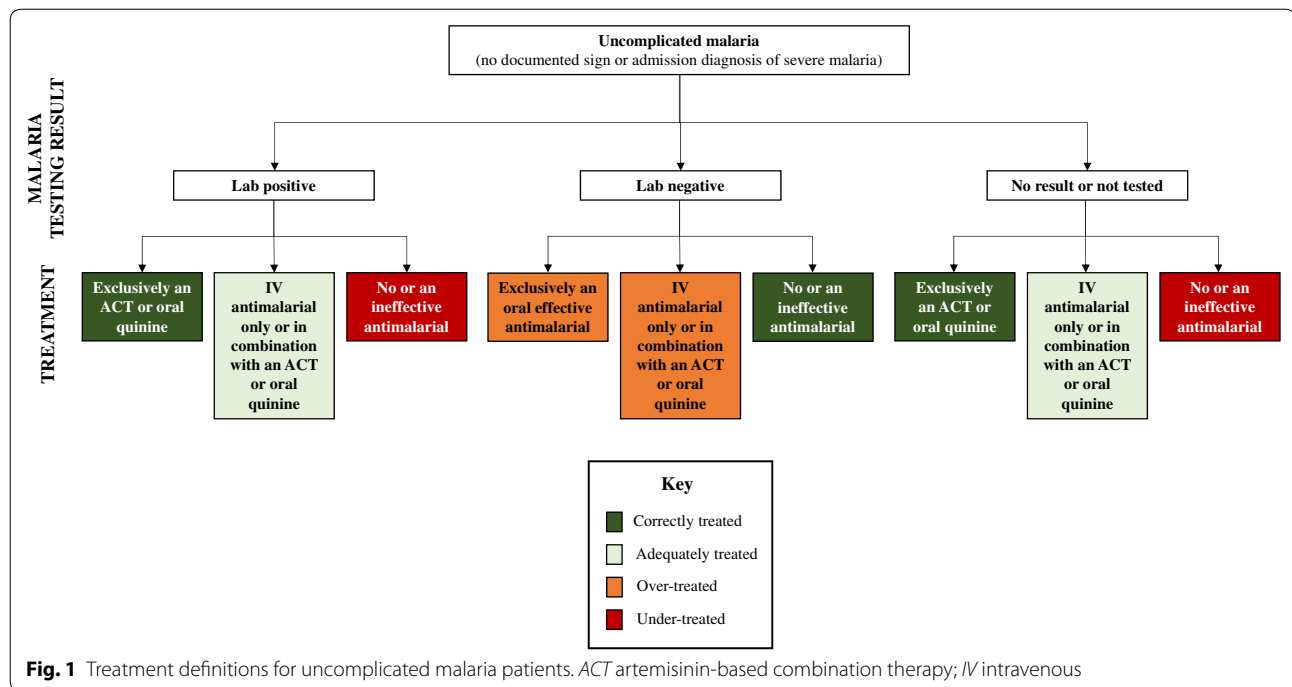 Uncomplicated malaria
(no documented sign or admission diagnosis of severe malaria)
MALARIA
TESTING RESULT
Lab positive
Lab negative
No result or not tested
TREATMENT
Exclusively an
ACT or oral
quinine
IV
antimalarial
only or in
combination
with an ACT
or oral
quinine
No or an
ineffective
antimalarial
Exclusively an
oral effective
antimalarial
IV
antimalarial
only or in
combination
with an ACT
or oral
quinine
No or an
ineffective
antimalarial
Exclusively
an ACT or
oral quinine
IV
antimalarial
only or in
combination
with an ACT
or oral
quinine
No or an
ineffective
antimalarial
Key
Correctly treated
Adequately treated
Over-treated
Under-treated
Fig. 1 Treatment definitions for uncomplicated malaria patients. ACT artemisinin-based combination therapy; IV intravenous